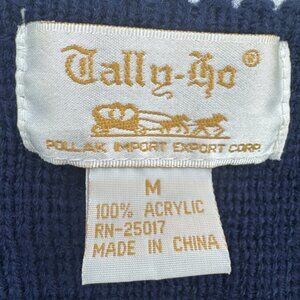 Tally-Ho ®
POLLAK IMPORT EXPORT CORP.
M
100% ACRYLIC
RN-25017
MADE IN CHINA